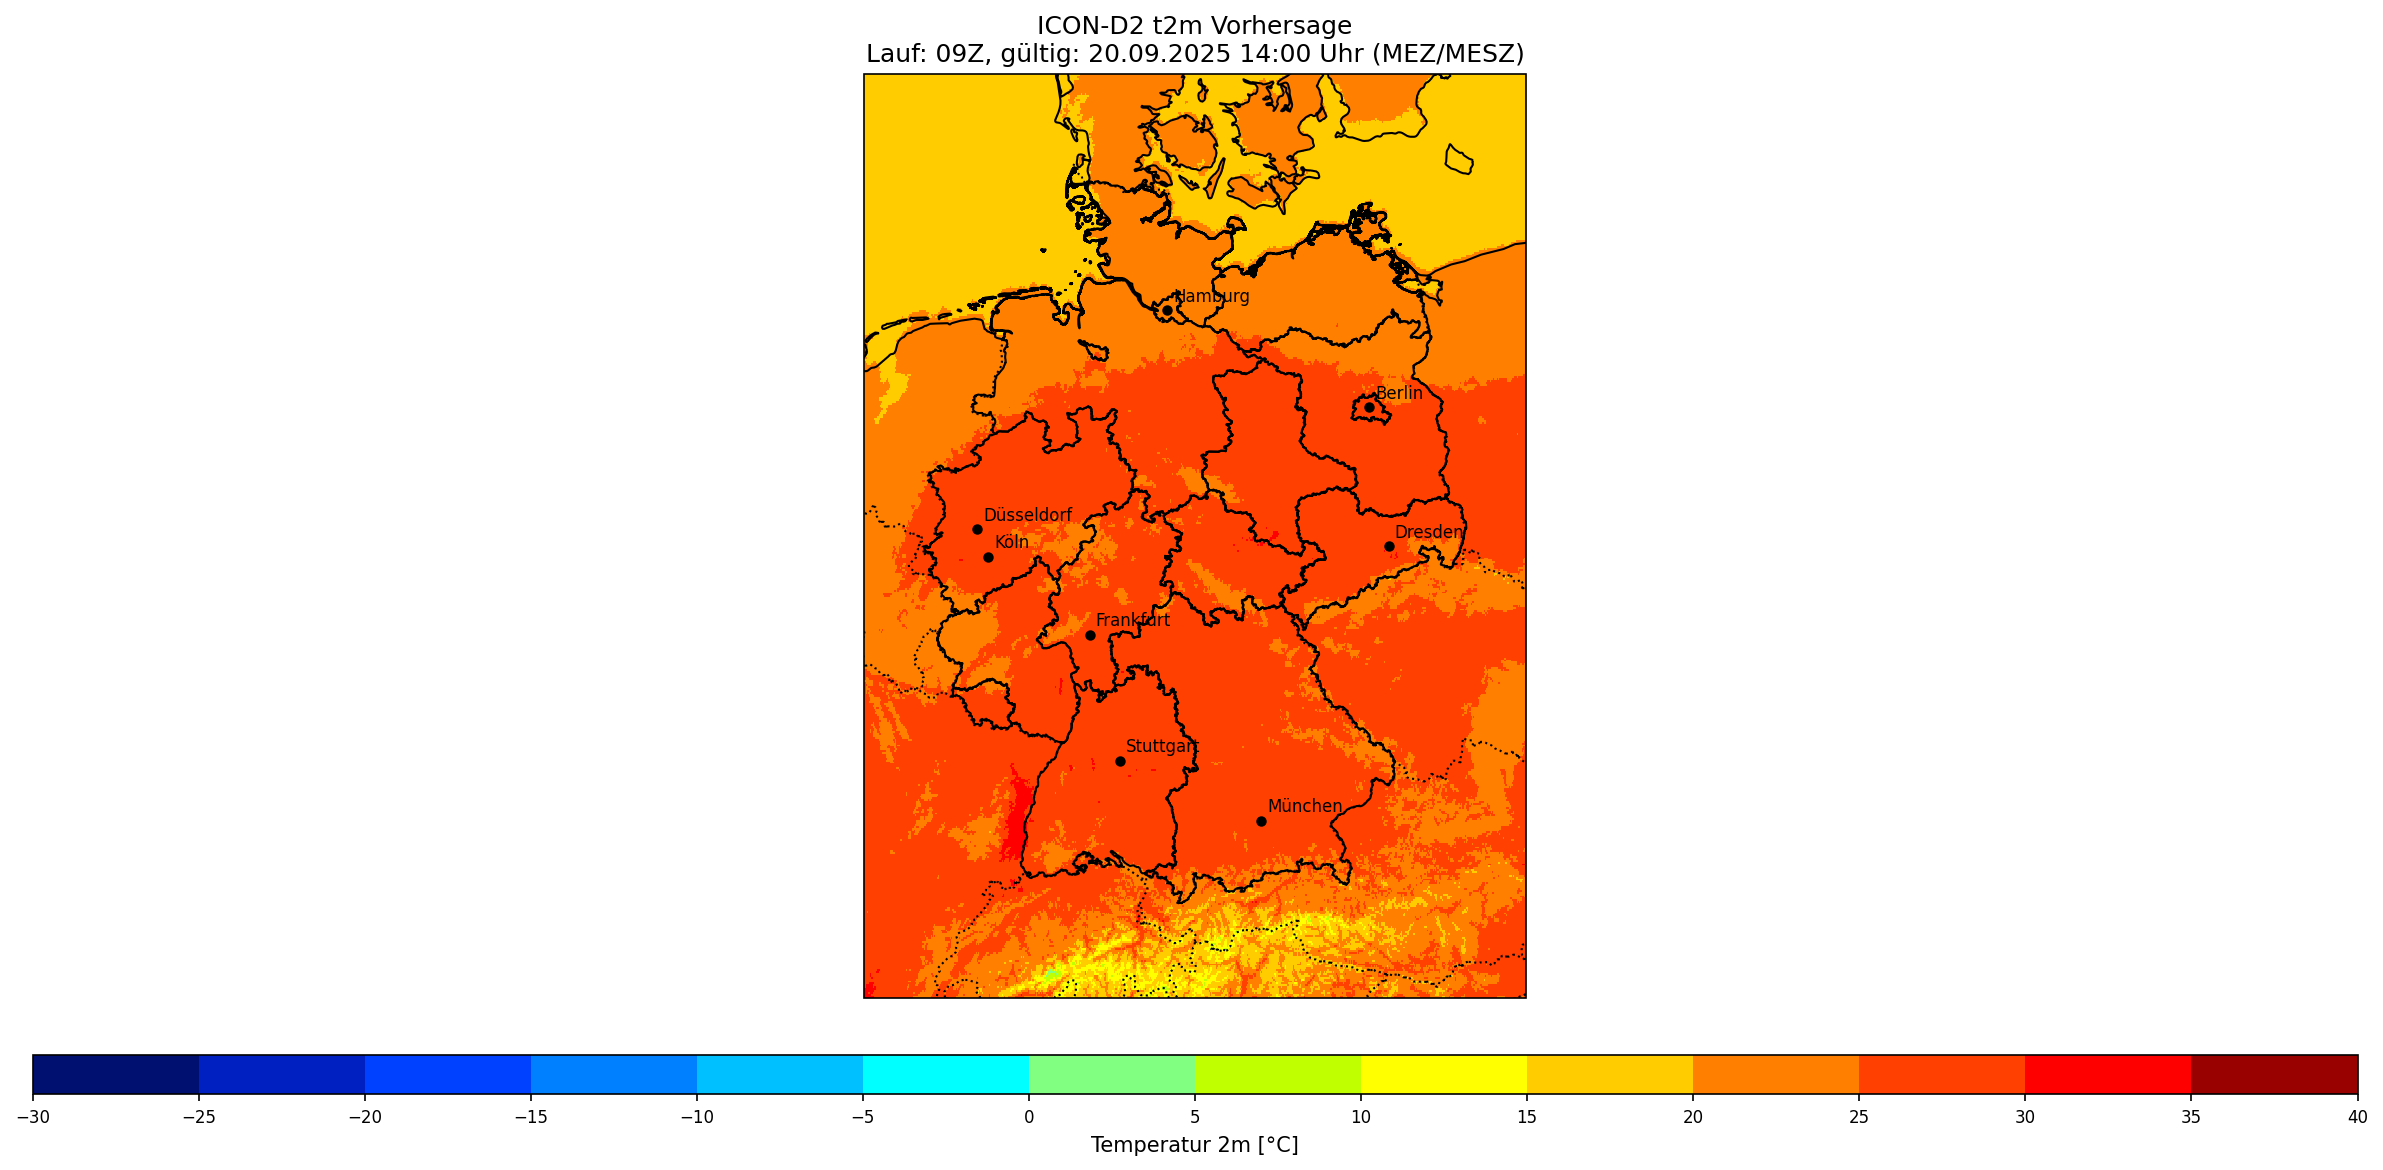 ICON-D2 t2m Vorhersage
Lauf: 09Z, gültig: 20.09.2025 14:00 Uhr (MEZ/MESZ)
Hamburg
Berlin
Düsseldorf
Dresden
Köln
Frankfurt
Stuttgart
München
−30 −25 −20 −15 −10 −5 0 5 10 15 20 25 30 35 40
Temperatur 2m [°C]